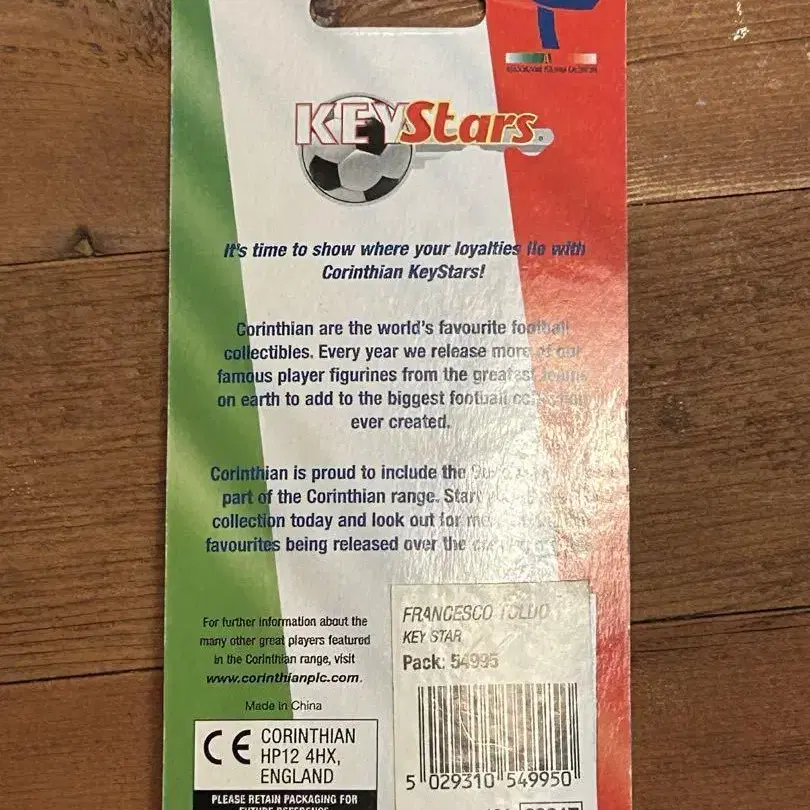 KEYStars
It's time to show where your loyalties lie with
Corinthian KeyStars!
Corinthian are the world's favourite football
collectibles. Every year we release more of our
famous player figurines from the greatest teams
on earth to add to the biggest football collection
ever created.
Corinthian is proud to include the
part of the Corinthian range. Start
collection today and look out for more
favourites being released over the
For further information about the
many other great players featured
in the Corinthian range, visit
www.corinthianplc.com.
Made in China
CE CORINTHIAN
HP12 4HX,
ENGLAND
PLEASE RETAIN PACKAGING FOR
FUTURE REFERENCE
FRANCESCO TOLDO
KEY STAR
Pack: 54995
5 029310 549950